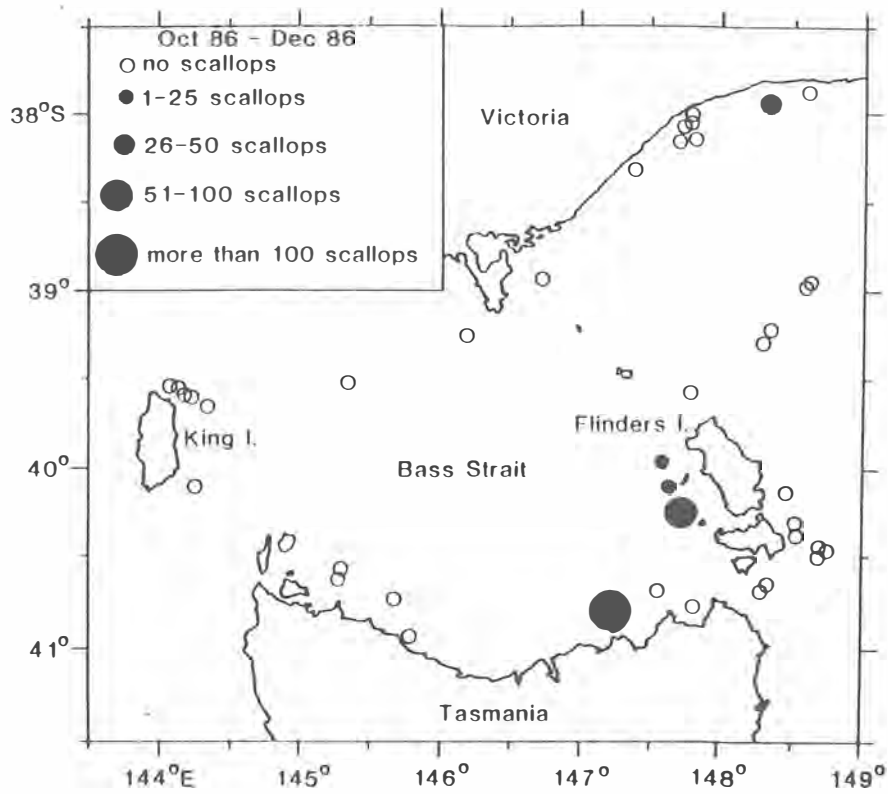 Oct 86 - Dec 86
no scallops
1-25 scallops
26-50 scallops
51-100 scallops
more than 100 scallops
Victoria
38°S
39°
King I.
Flinders I.
40°
Bass Strait
41°
Tasmania
144°E
145°
146°
147°
148°
149°